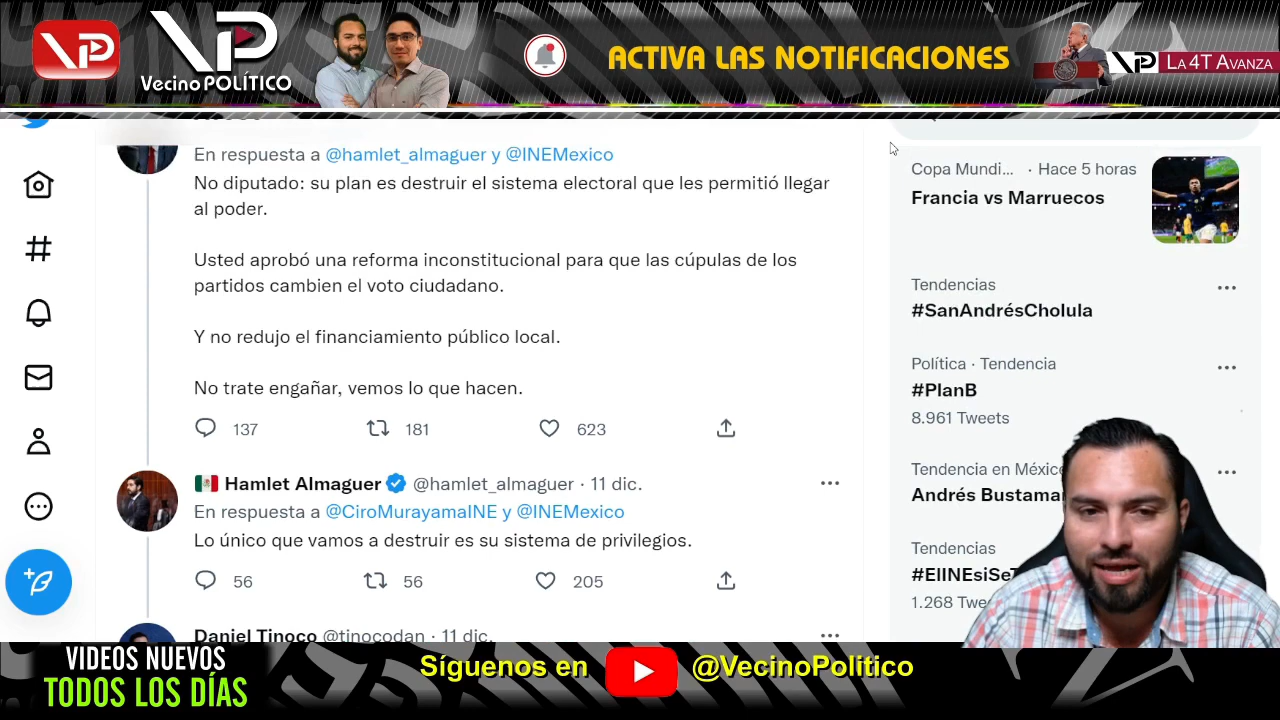 VP
VP
Vecino POLÍTICO
ACTIVA LAS NOTIFICACIONES
VP LA 4T AVANZA
En respuesta a @hamlet_almaguer y @INEMexico
No diputado: su plan es destruir el sistema electoral que les permitió llegar
al poder.
Usted aprobó una reforma inconstitucional para que las cúpulas de los
partidos cambien el voto ciudadano.
Y no redujo el financiamiento público local.
No trate engañar, vemos lo que hacen.
137 181 623
Hamlet Almaguer @hamlet_almaguer · 11 dic.
En respuesta a @CiroMurayamaINE y @INEMexico
Lo único que vamos a destruir es su sistema de privilegios.
56 56 205
Daniel Tinoco @tinocodan · 11 dic.
Copa Mundi... · Hace 5 horas
Francia vs Marruecos
Tendencias
#SanAndrésCholula
Política · Tendencia
#PlanB
8.961 Tweets
Tendencia en México
Andrés Bustama
Tendencias
#ElINEsiSeT
1.268 Twee
VIDEOS NUEVOS
TODOS LOS DÍAS
Síguenos en @VecinoPolitico